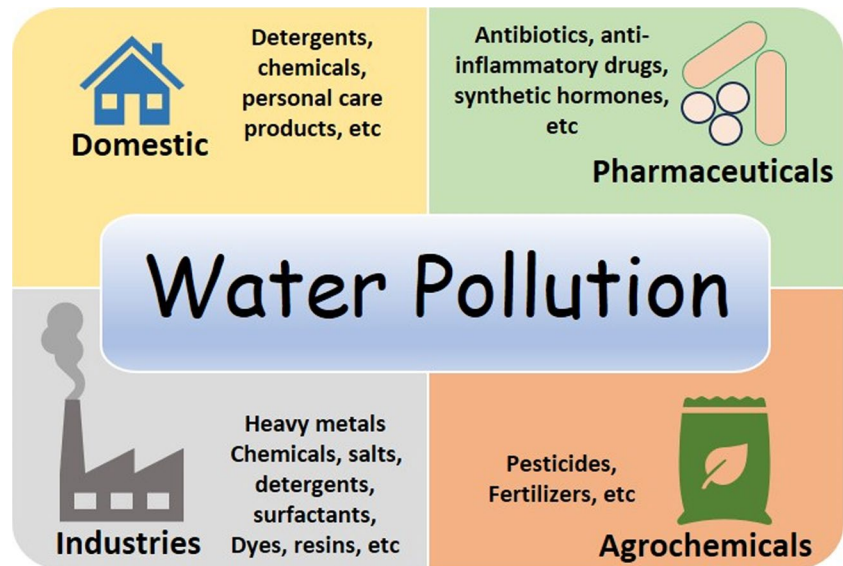 Domestic
Detergents,
chemicals,
personal care
products, etc
Antibiotics, anti-
inflammatory drugs,
synthetic hormones,
etc
Pharmaceuticals
Water Pollution
Industries
Heavy metals
Chemicals, salts,
detergents,
surfactants,
Dyes, resins, etc
Pesticides,
Fertilizers, etc
Agrochemicals